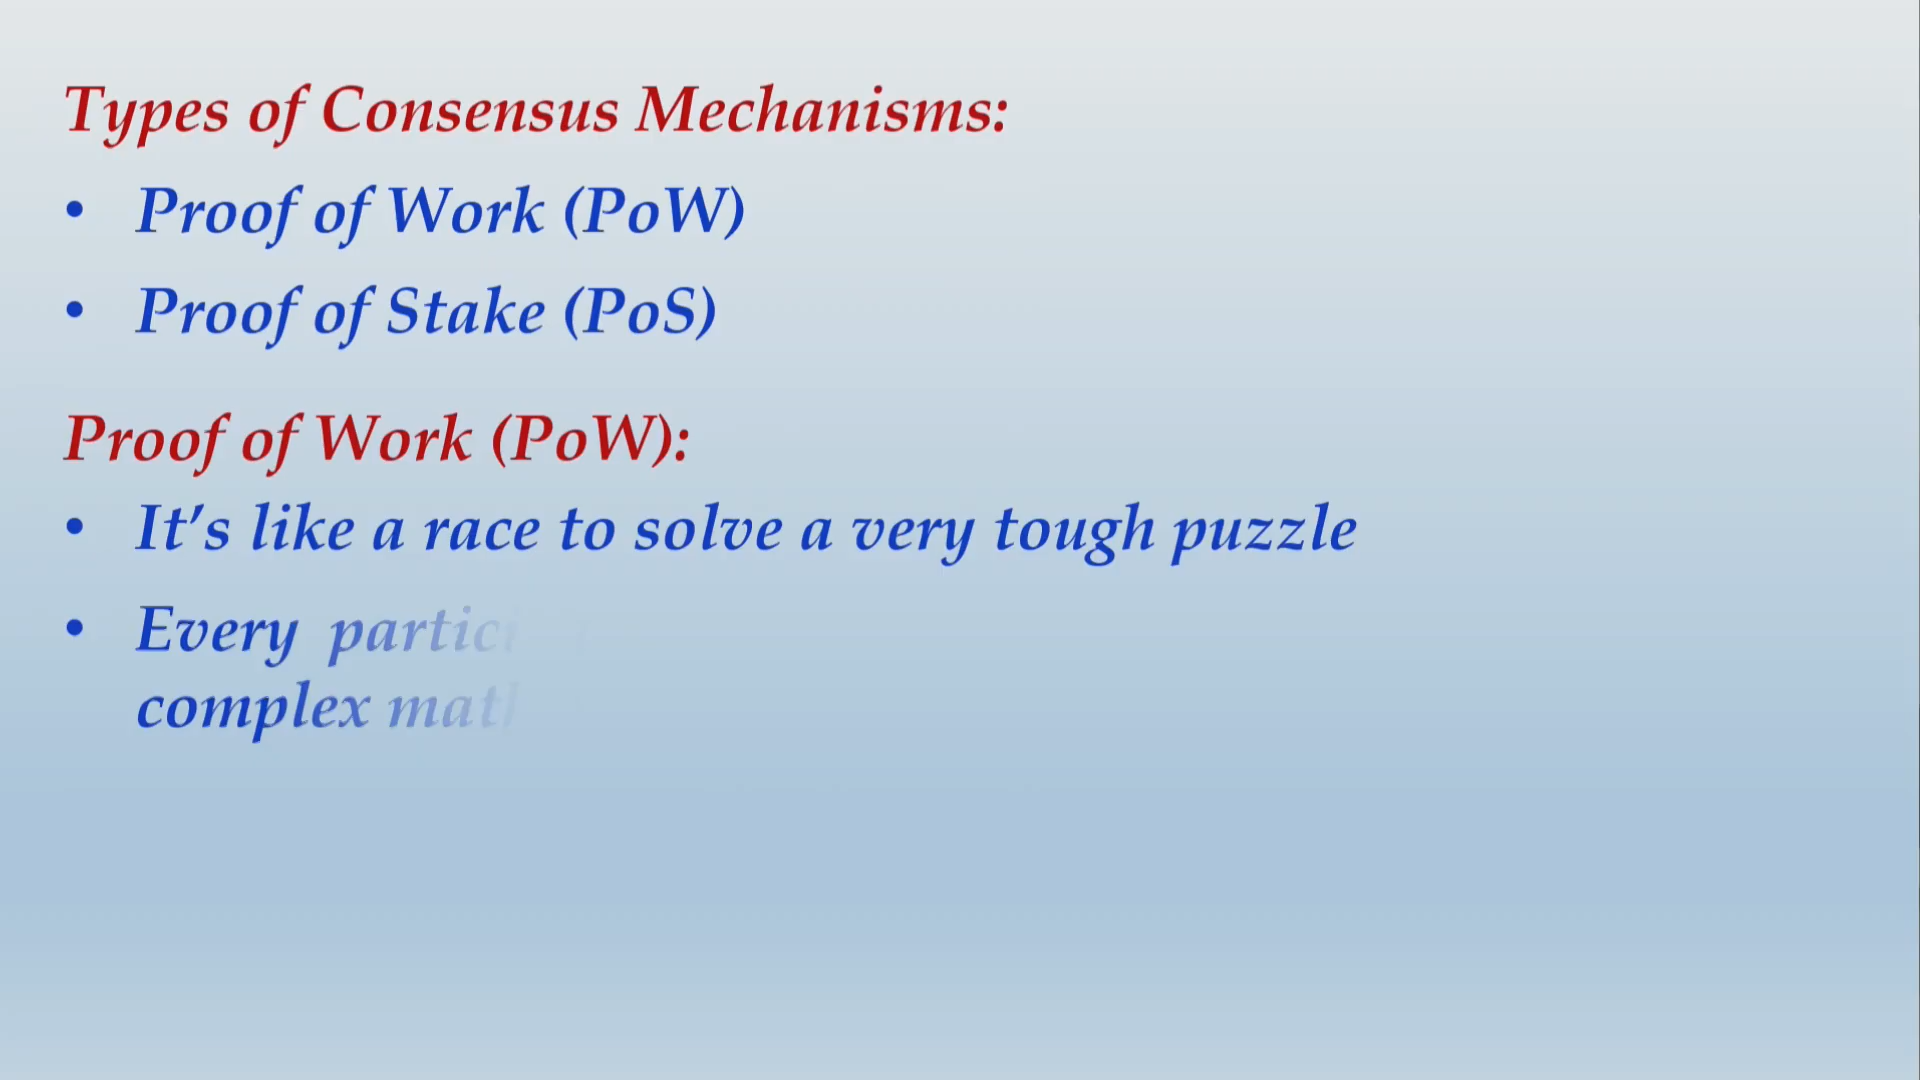 Types of Consensus Mechanisms:
• Proof of Work (PoW)
• Proof of Stake (PoS)
Proof of Work (PoW):
• It’s like a race to solve a very tough puzzle
• Every
complex